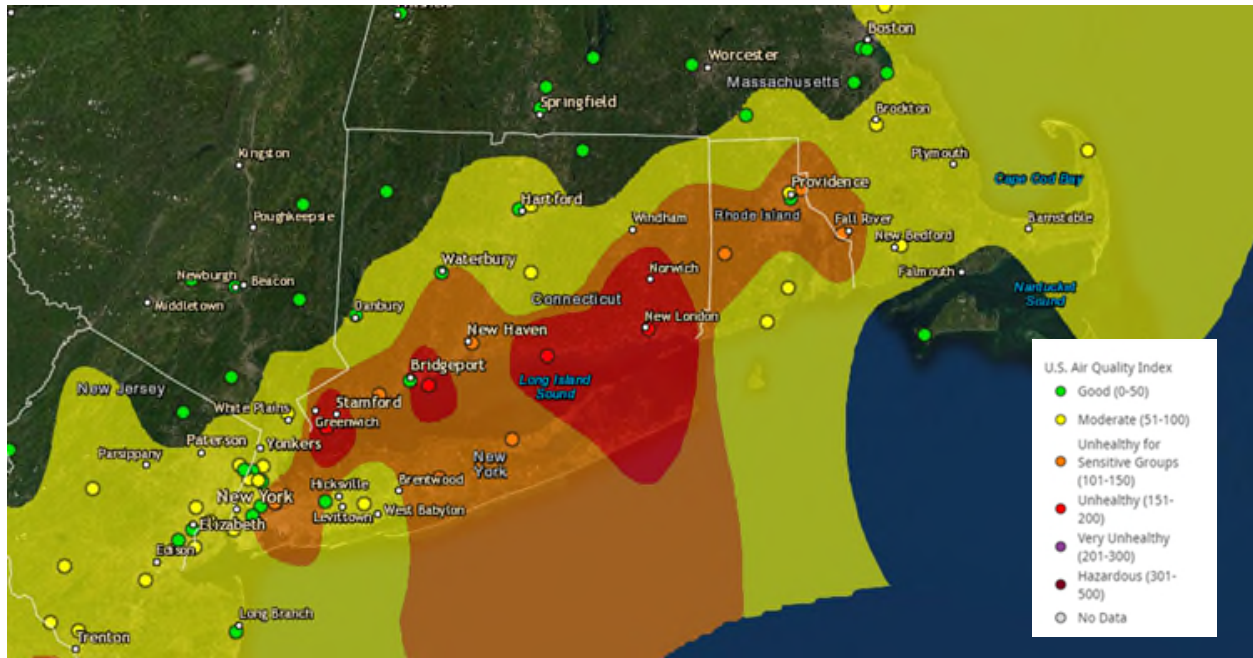 Boston
Worcester
Massachusetts
Springfield
Brockton
Kingston
Plymouth
Cape Cod Bay
Providence
Hartford
Poughkeepsie
Rhode Island
Windham
Fall River
Barnstable
New Bedford
Waterbury
Norwich
Falmouth
Newburgh
Beacon
Nantucket
Sound
Middletown
Danbury
Connecticut
New London
New Haven
Bridgeport
Long Island
Sound
New Jersey
White Plains
Stamford
Greenwich
Paterson
Yonkers
Parsippany
New
York
Hicksville
Brentwood
New York
Levittown
West Babylon
Elizabeth
Edison
Long Branch
Trenton
U.S. Air Quality Index
Good (0-50)
Moderate (51-100)
Unhealthy for
Sensitive Groups
(101-150)
Unhealthy (151-
200)
Very Unhealthy
(201-300)
Hazardous (301-
500)
No Data